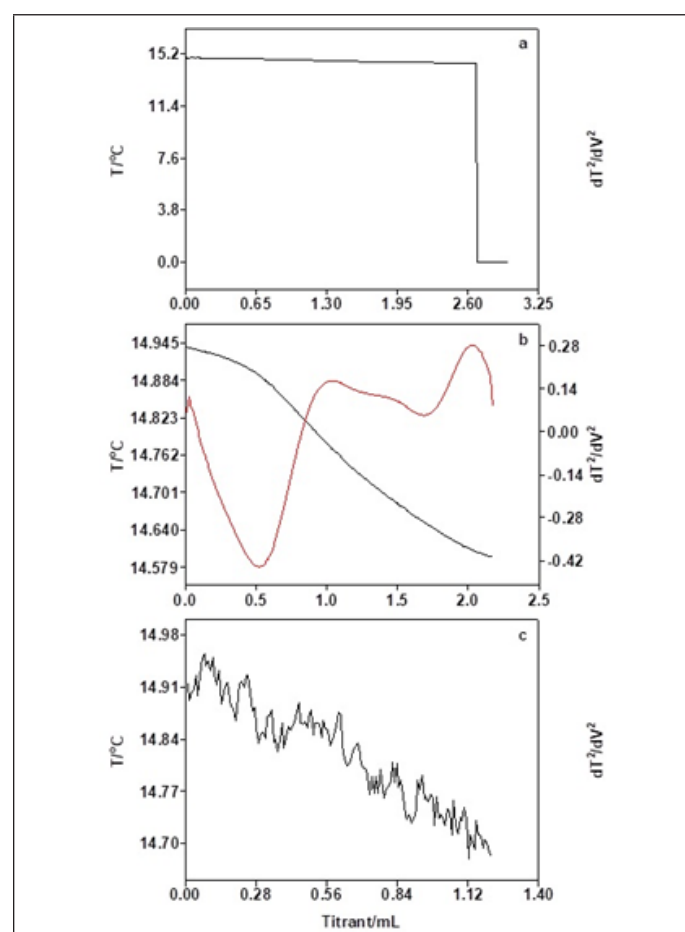 a
15.2
11.4
7.6
3.8
0.0
T/°C
dT²/dV²
0.00 0.65 1.30 1.95 2.60 3.25
b
14.945
14.884
14.823
14.762
14.701
14.640
14.579
T/°C
0.28
0.14
0.00
-0.14
-0.28
-0.42
dT²/dV²
0.0 0.5 1.0 1.5 2.0 2.5
c
14.98
14.91
14.84
14.77
14.70
T/°C
dT²/dV²
0.00 0.28 0.56 0.84 1.12 1.40
Titrant/mL